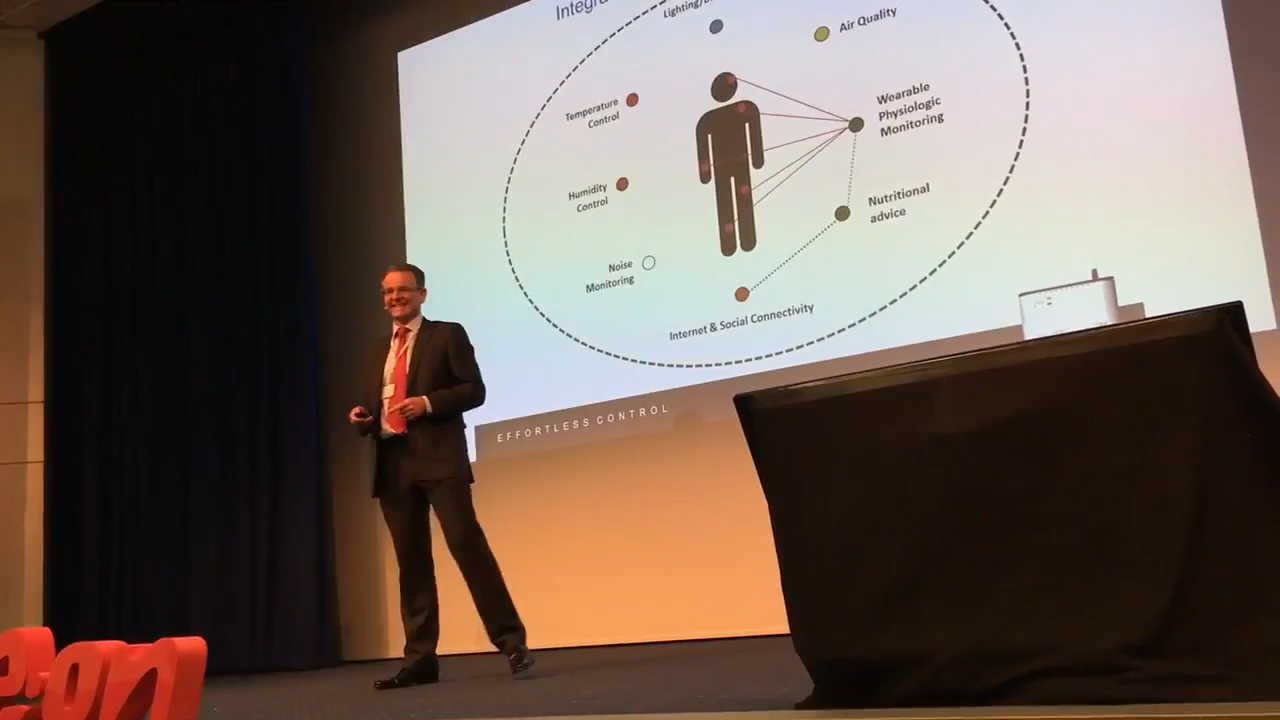 Air Quality
Wearable
Physiologic
Monitoring
Temperature
Control
Humidity
Control
Nutritional
advice
Noise
Monitoring
Internet & Social Connectivity
EFFORTLESS CONTROL